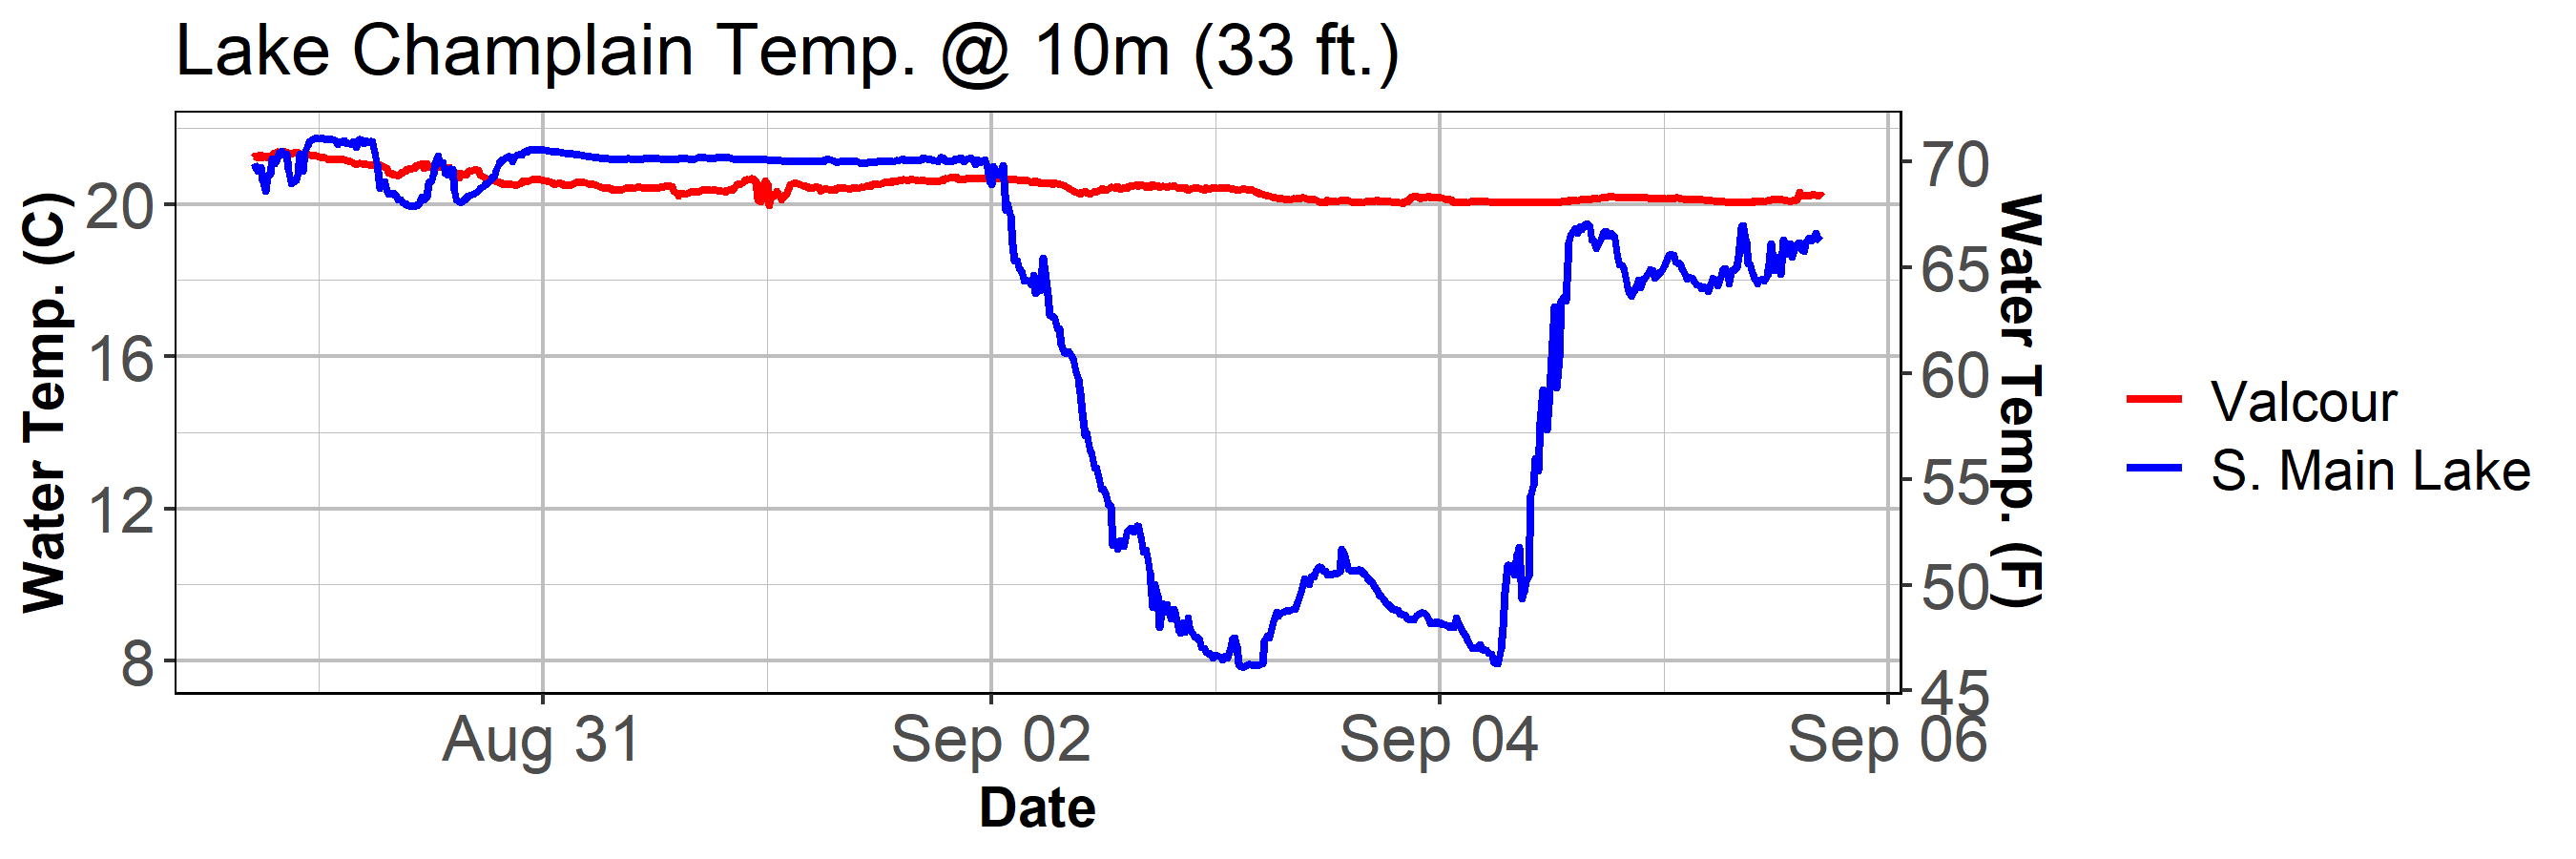 Lake Champlain Temp. @ 10m (33 ft.)
Water Temp. (C)
20
16
12
8
70
65
60
55
50
45
Water Temp. (F)
Aug 31
Sep 02
Sep 04
Sep 06
Date
Valcour
S. Main Lake